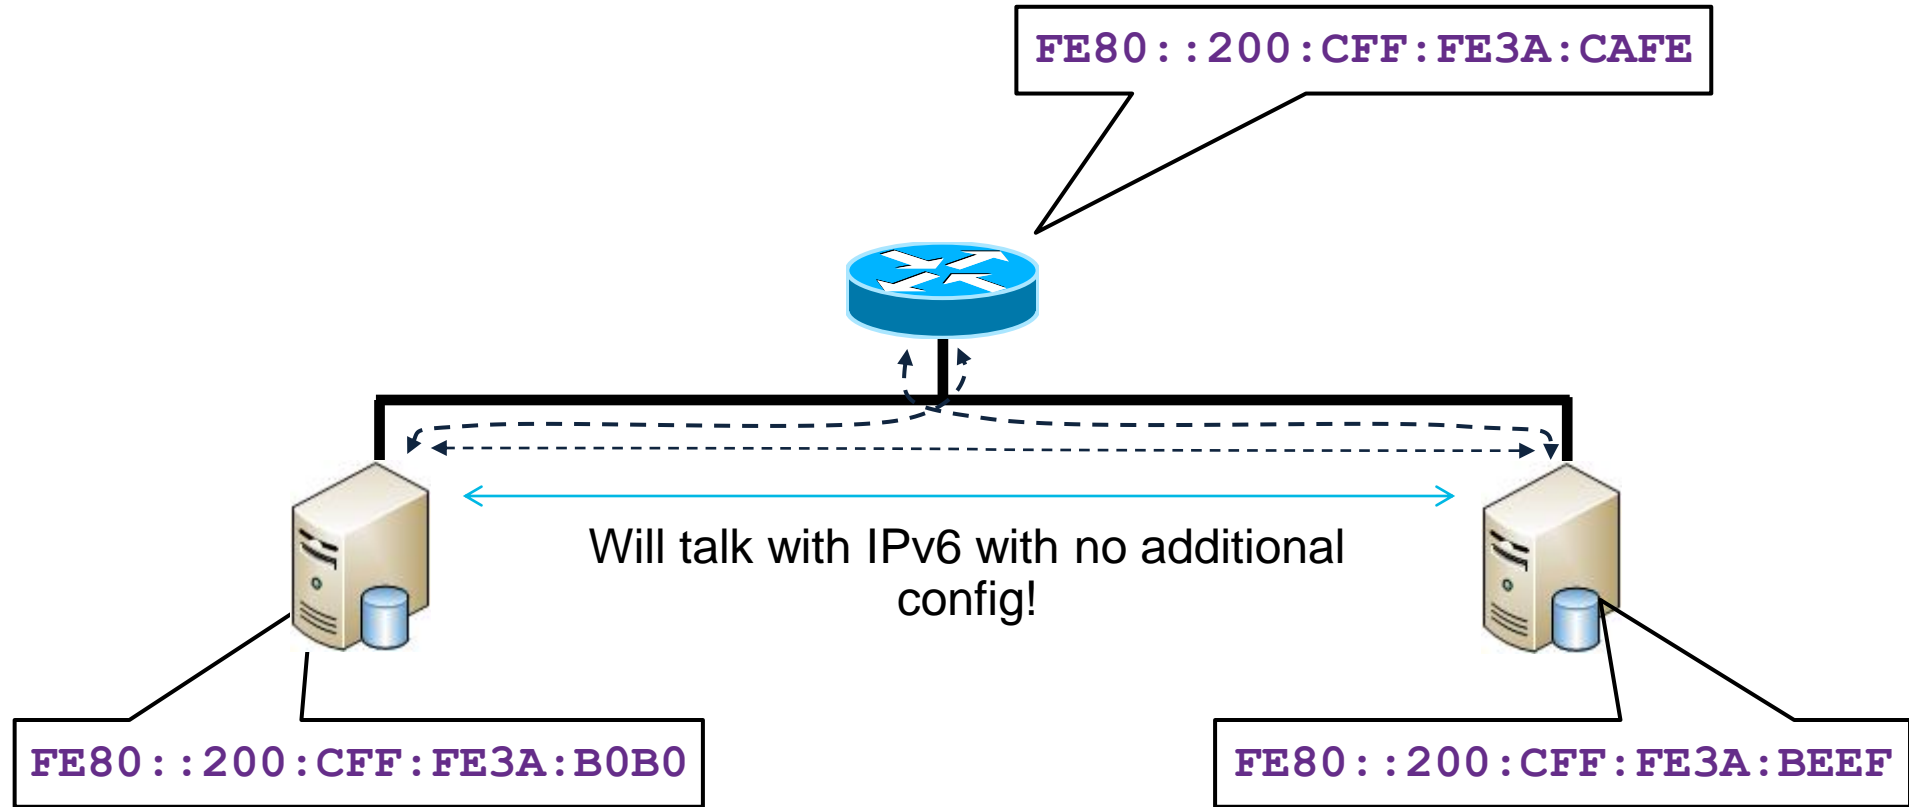 FE80::200:CFF:FE3A:CAFE
Will talk with IPv6 with no additional
config!
FE80::200:CFF:FE3A:B0B0
FE80::200:CFF:FE3A:BEEF